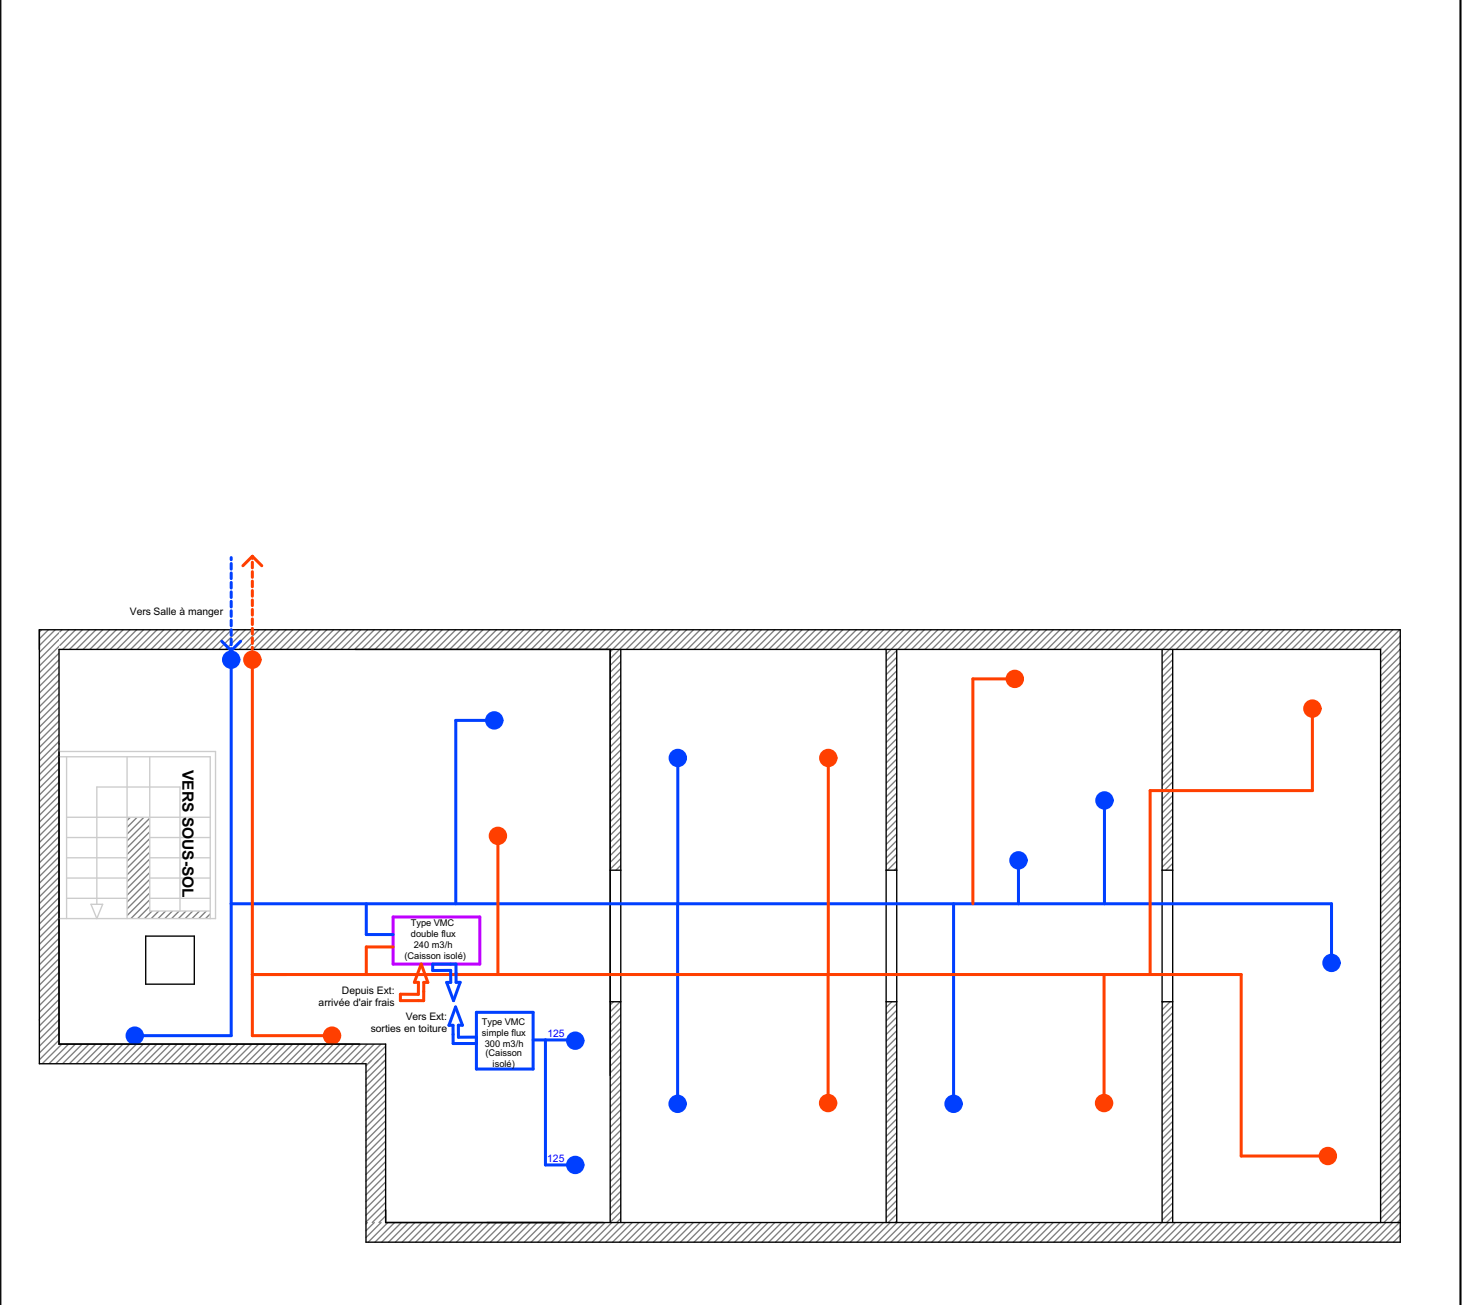 Vers Salle à manger
VERS SOUS-SOL
Type VMC
double flux
240 m3/h
(Caisson isolé)
Depuis Ext:
arrivée d'air frais
Vers Ext:
sorties en toiture
Type VMC
simple flux
300 m3/h
(Caisson
isolé)
125
125